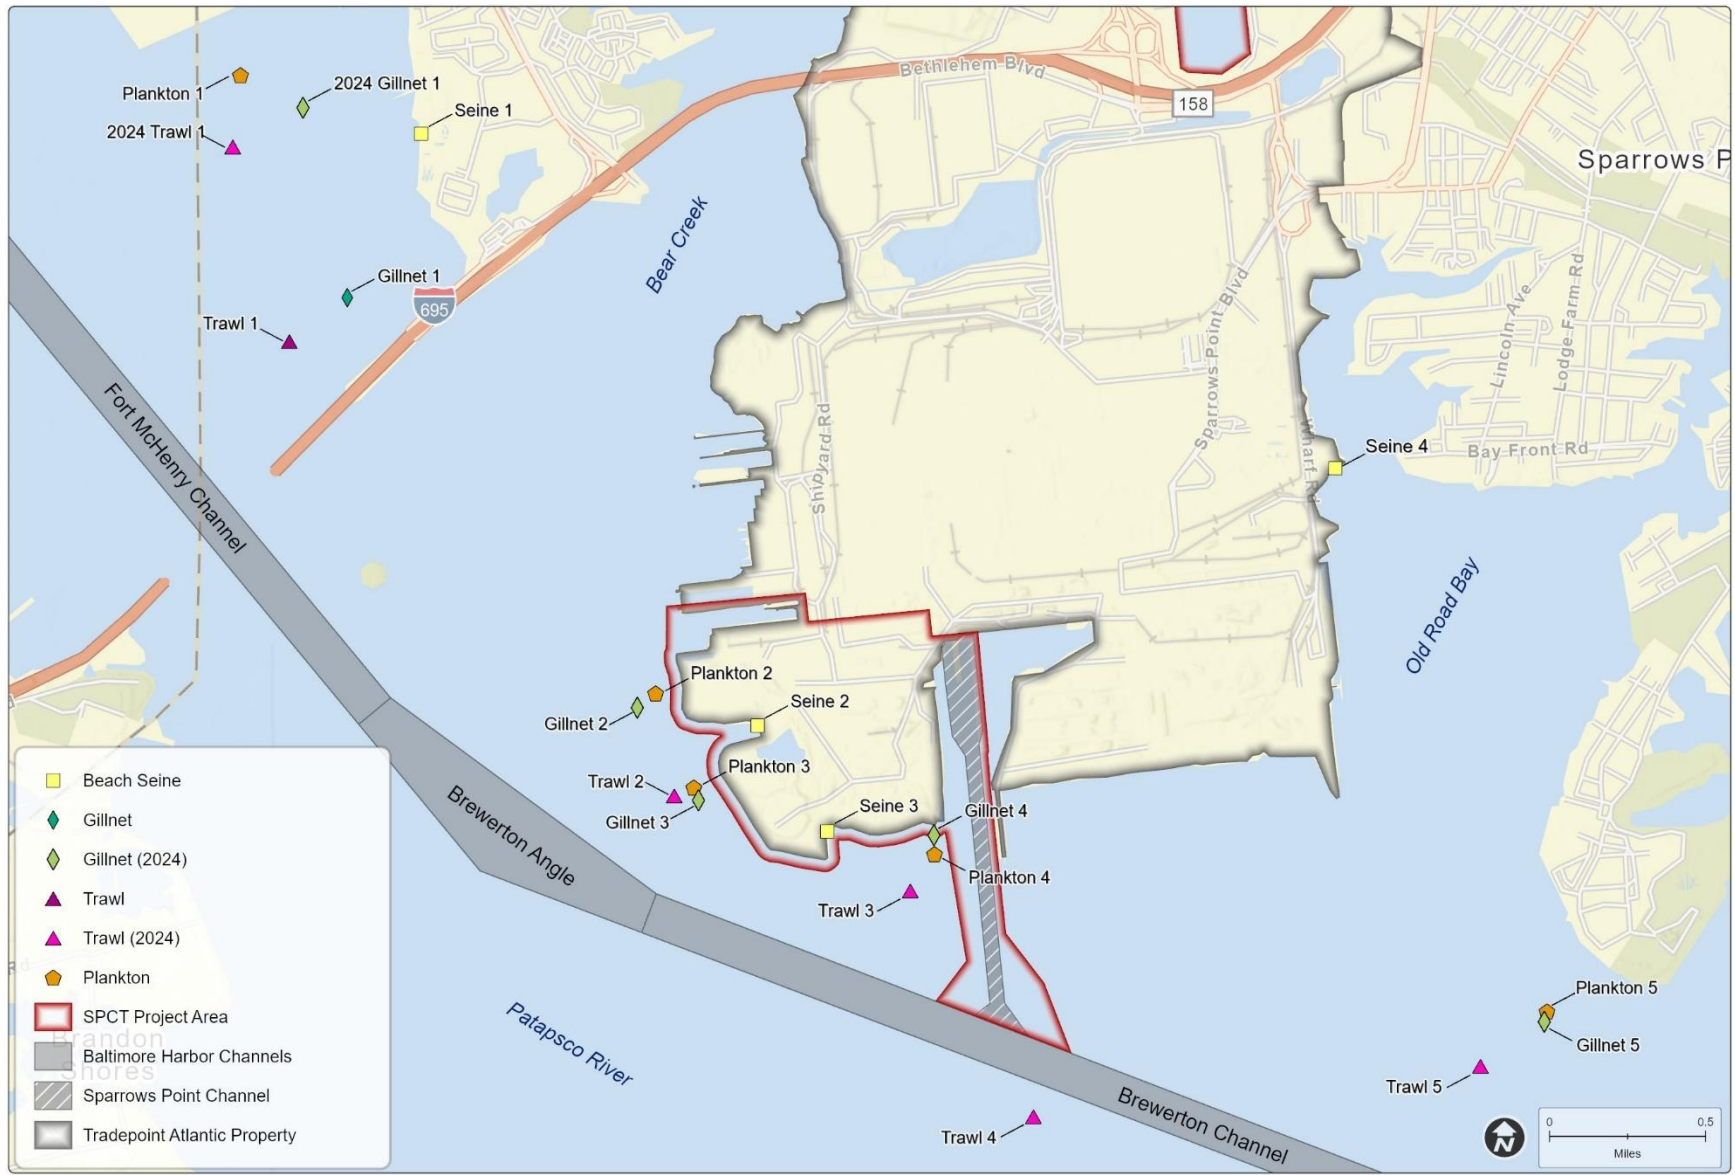 Bethlehem Blvd
158
Plankton 1
2024 Gillnet 1
2024 Trawl 1
Seine 1
Sparrows P
Bear Creek
Gillnet 1
695
Trawl 1
Sparrows Point Blvd
Lincoln Ave
Lodge Farm Rd
Fort McHenry Channel
Shipyard Rd
Wharf Rd
Seine 4
Bay Front Rd
Old Road Bay
Plankton 2
Seine 2
Gillnet 2
Plankton 3
Trawl 2
Gillnet 3
Seine 3
Gillnet 4
Brewerton Angle
Plankton 4
Trawl 3
Patapsco River
Plankton 5
Gillnet 5
Trawl 5
Brewerton Channel
Trawl 4
Beach Seine
Gillnet
Gillnet (2024)
Trawl
Trawl (2024)
Plankton
Rd
SPCT Project Area
Brandon
Shores
Baltimore Harbor Channels
Sparrows Point Channel
Tradepoint Atlantic Property
N
0 0.5
Miles